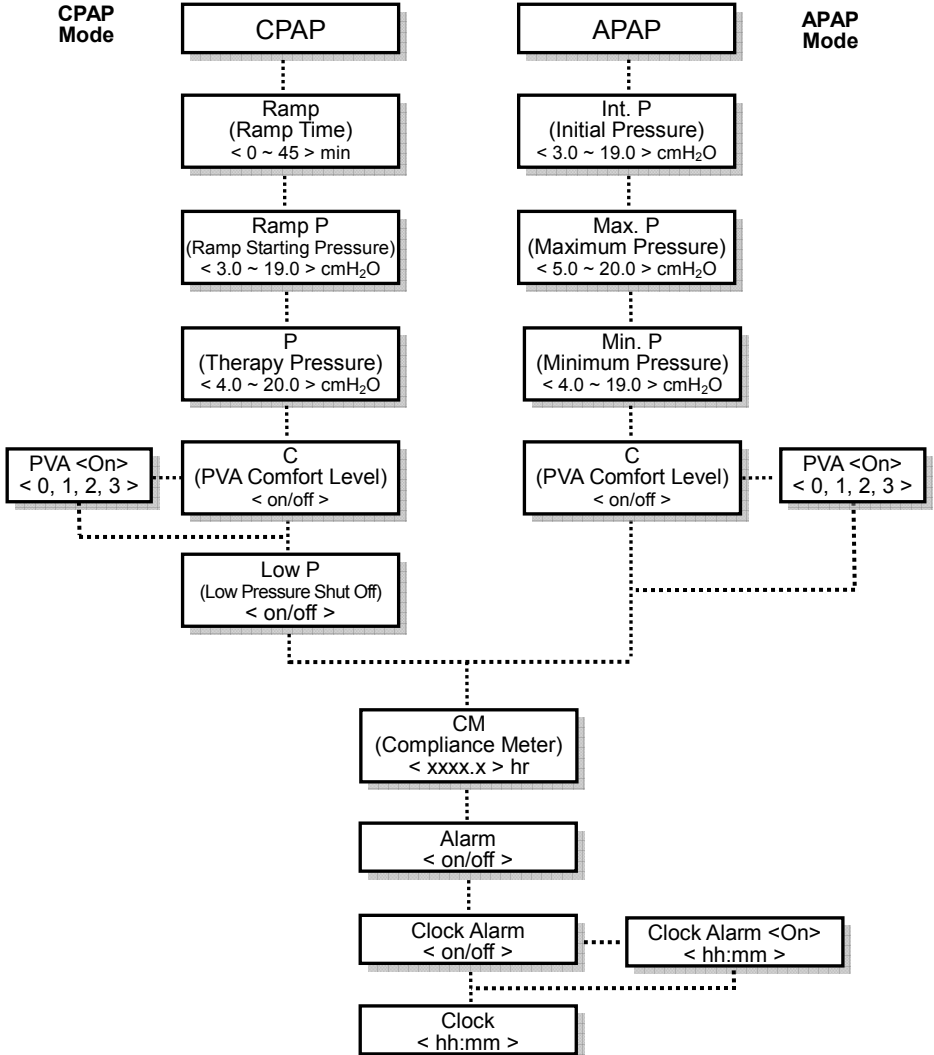 CPAP
Mode
CPAP
Ramp
(Ramp Time)
< 0 ~ 45 > min
Ramp P
(Ramp Starting Pressure)
< 3.0 ~ 19.0 > cmH₂O
P
(Therapy Pressure)
< 4.0 ~ 20.0 > cmH₂O
PVA <On>
< 0, 1, 2, 3 >
C
(PVA Comfort Level)
< on/off >
Low P
(Low Pressure Shut Off)
< on/off >
APAP
APAP
Mode
Int. P
(Initial Pressure)
< 3.0 ~ 19.0 > cmH₂O
Max. P
(Maximum Pressure)
< 5.0 ~ 20.0 > cmH₂O
Min. P
(Minimum Pressure)
< 4.0 ~ 19.0 > cmH₂O
C
(PVA Comfort Level)
< on/off >
PVA <On>
< 0, 1, 2, 3 >
CM
(Compliance Meter)
< xxxx.x > hr
Alarm
< on/off >
Clock Alarm
< on/off >
Clock Alarm <On>
< hh:mm >
Clock
< hh:mm >